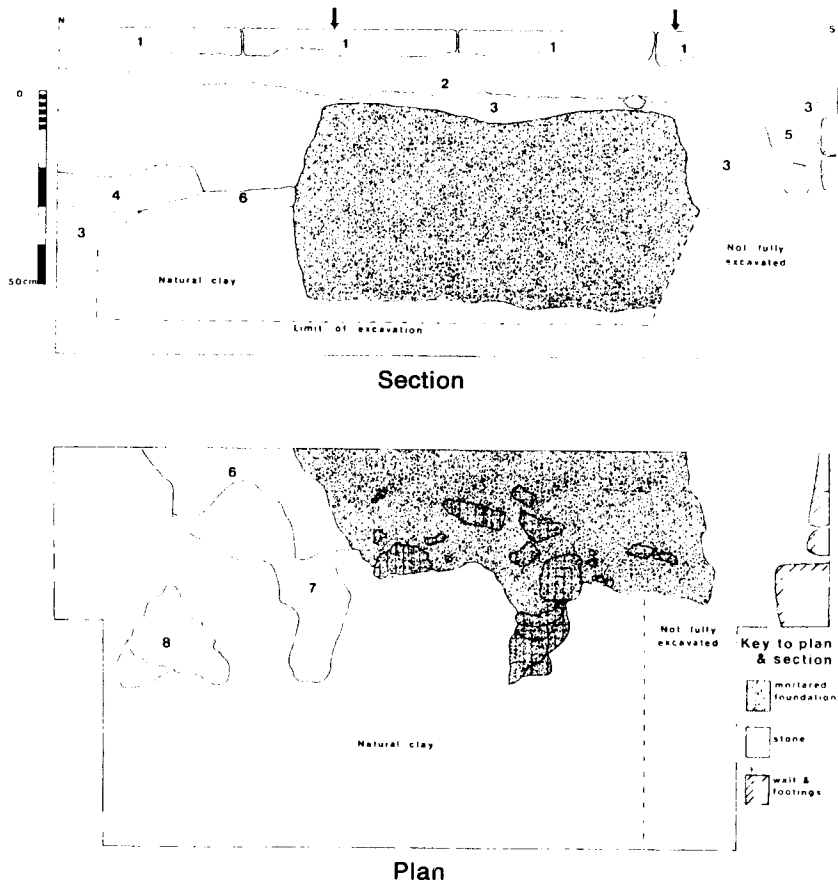 N
S
1
1
1
1
2
0
3
3
5
3
4
6
3
Not fully
excavated
Natural clay
50cm
Limit of excavation
Section
6
7
8
Not fully
excavated
Key to plan
& section
mortared
foundation
stone
Natural clay
wall &
footings
Plan